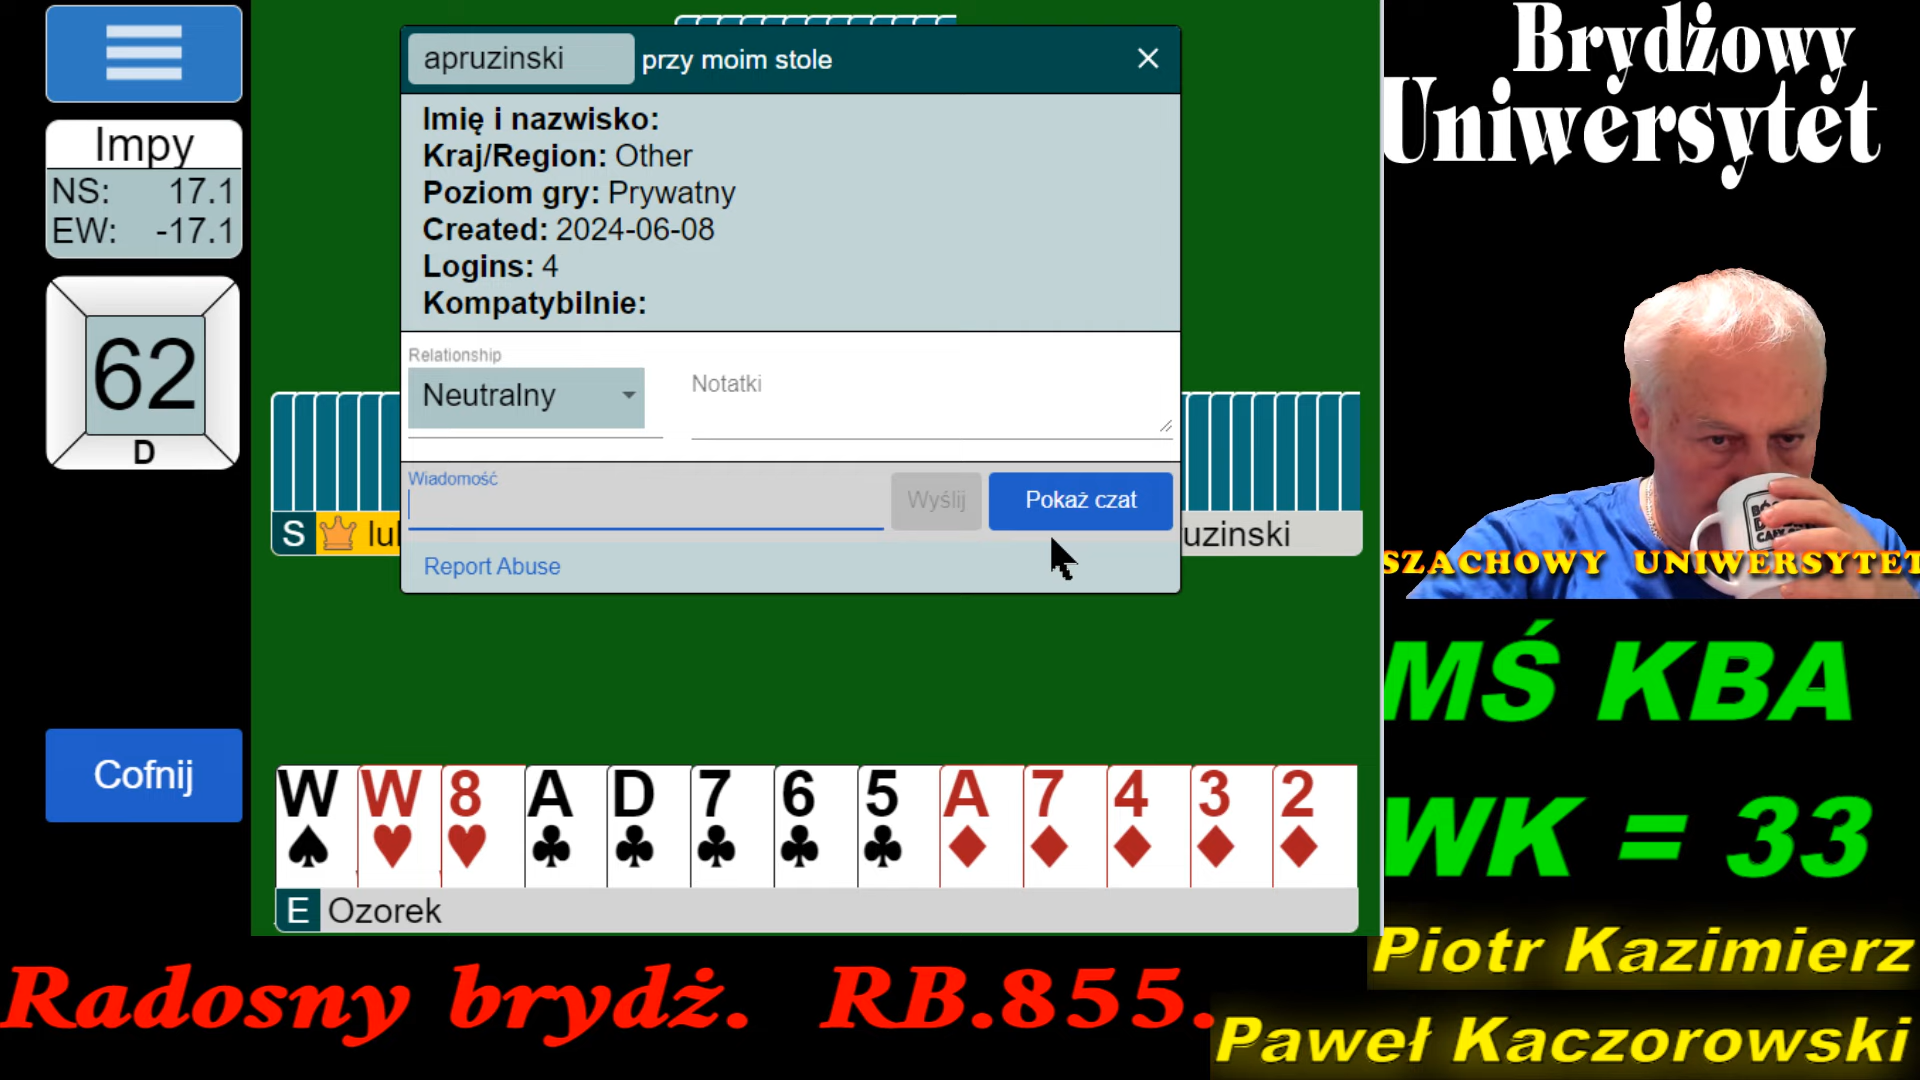 Impy
NS: 17.1
EW: -17.1
62
D
Cofnij
apruzinski przy moim stole
Imię i nazwisko:
Kraj/Region: Other
Poziom gry: Prywatny
Created: 2024-06-08
Logins: 4
Kompatybilnie:
Relationship
Neutralny
Notatki
Wiadomość
Wyślij
Pokaż czat
Report Abuse
S lul
uzinski
W W 8 A D 7 6 5 A 7 4 3 2
E Ozorek
Brydżowy
Uniwersytet
SZACHOWY UNIWERSYTET
MŚ KBA
WK = 33
Piotr Kazimierz
Paweł Kaczorowski
Radosny brydż. RB.855.